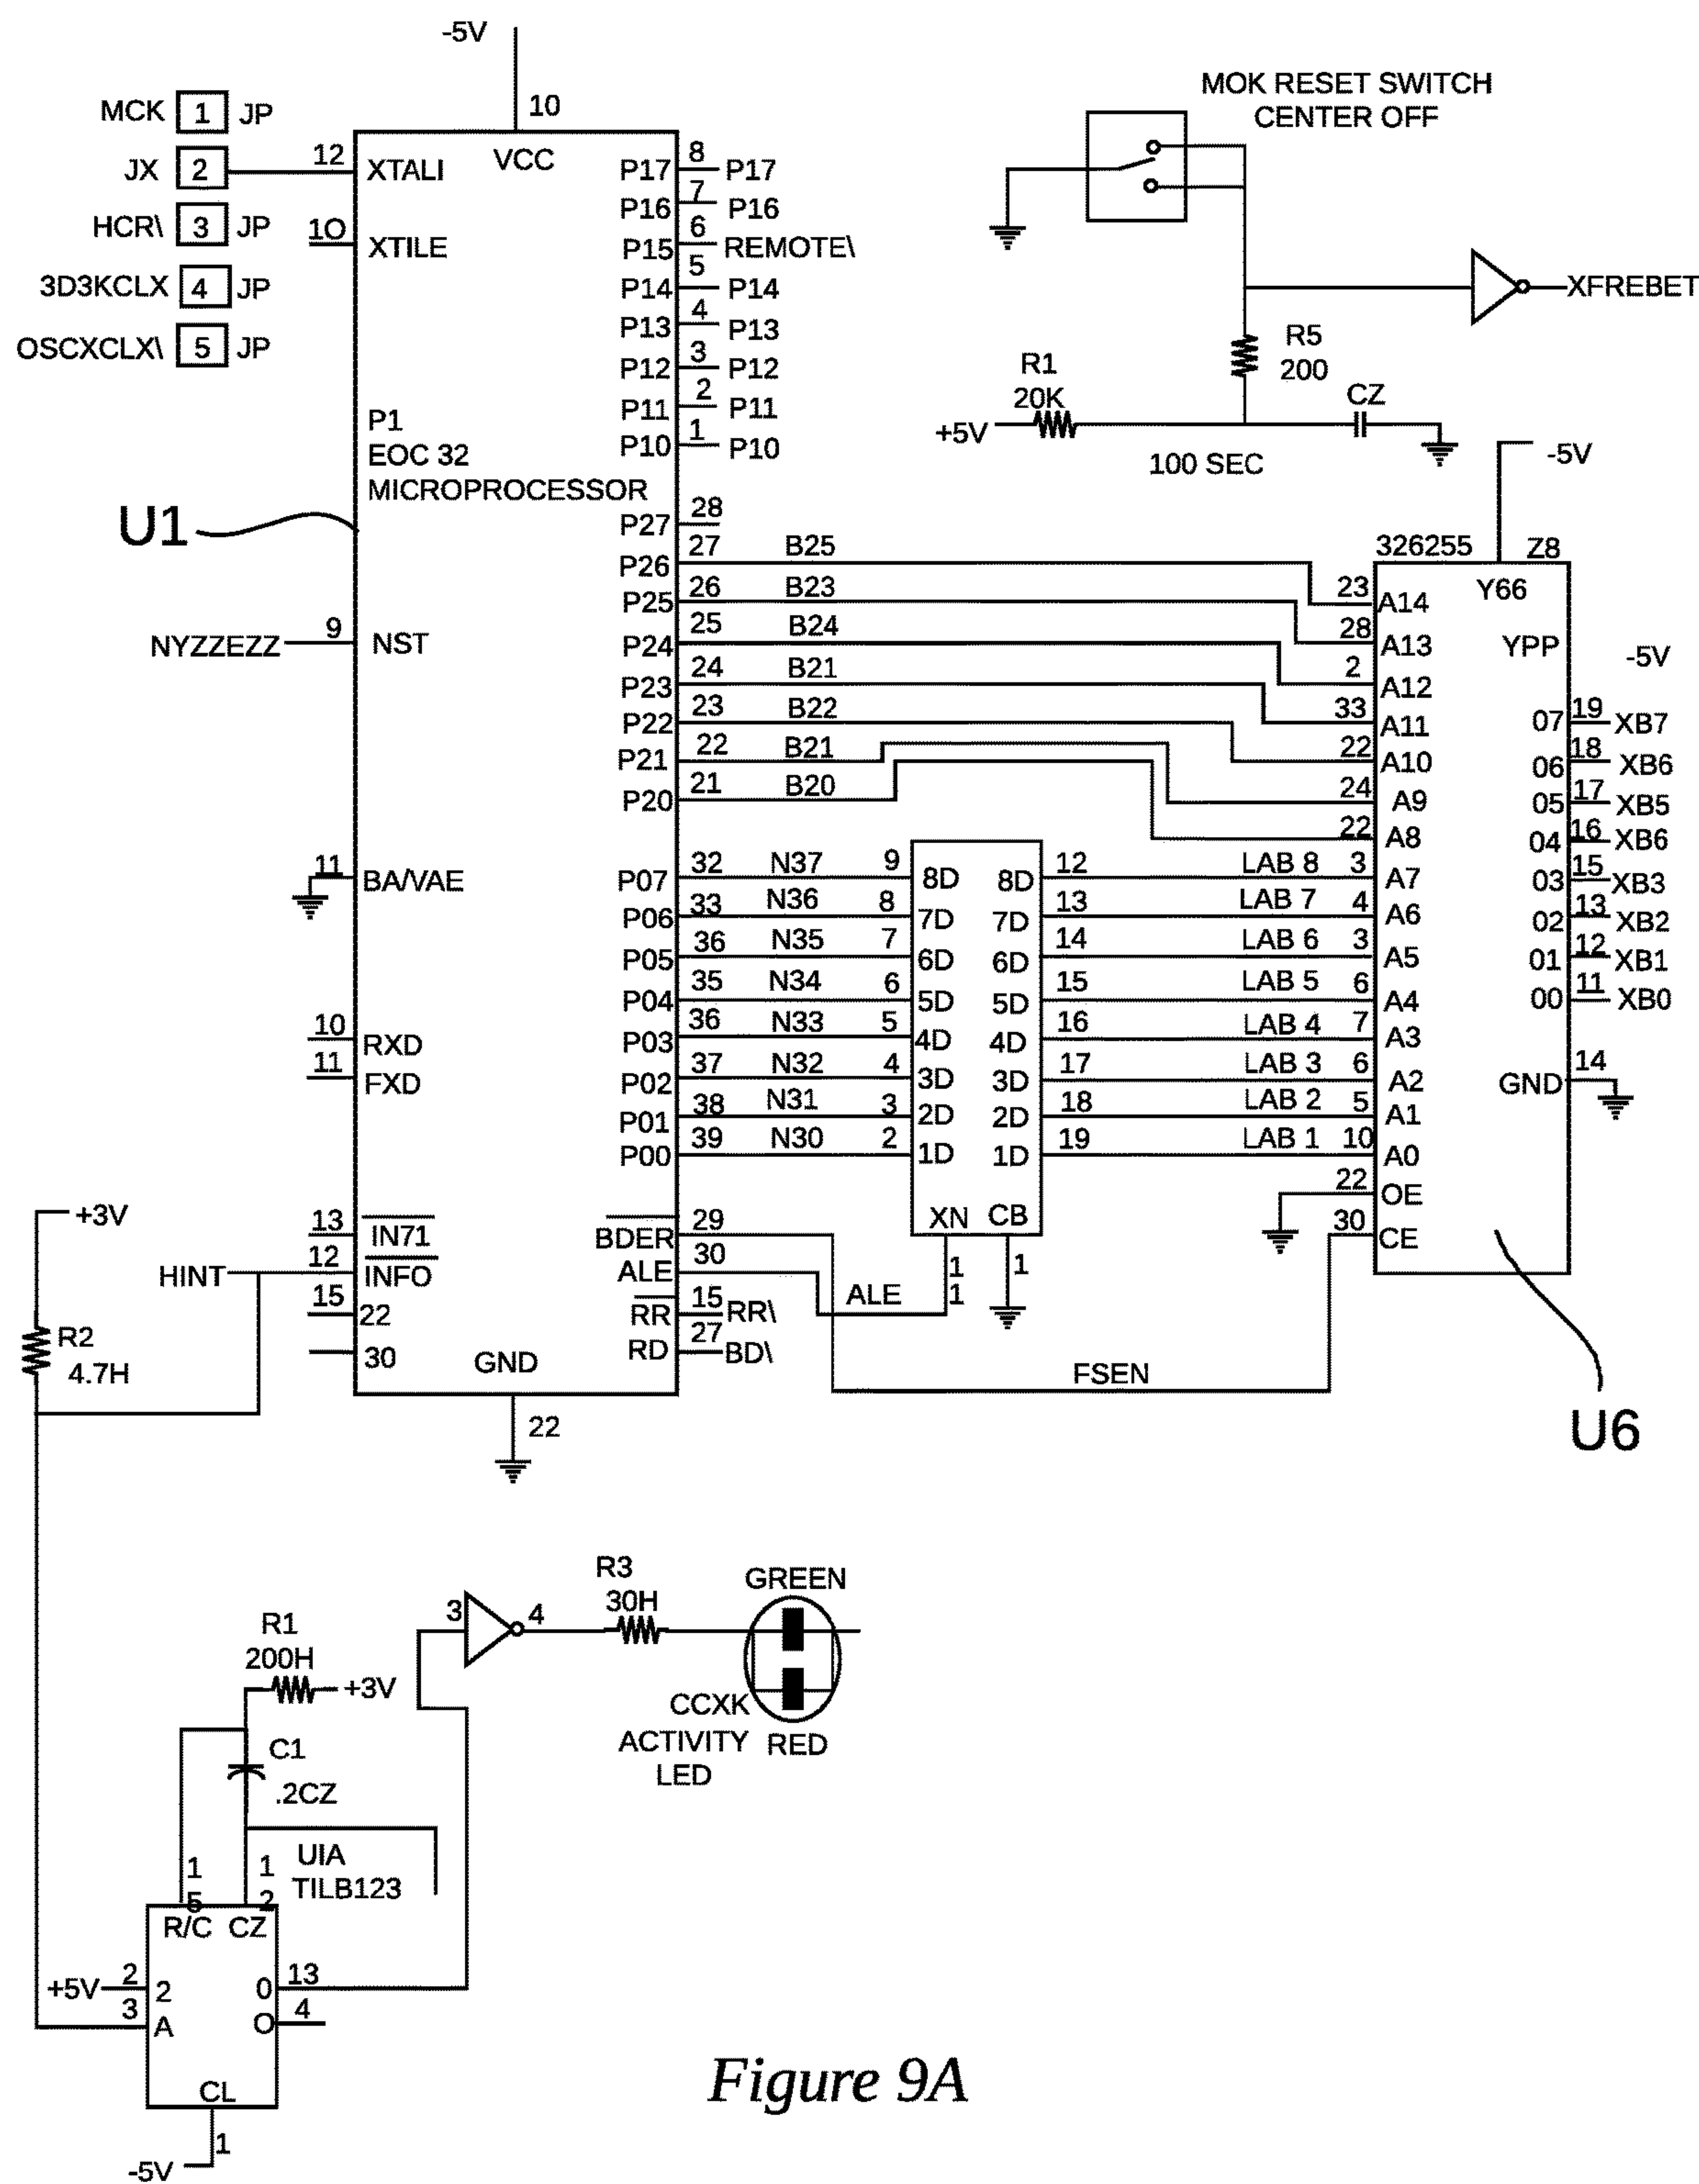 -5V
10
MCK 1 JP
JX 2
HCR\ 3 JP
3D3KCLX 4 JP
OSCXCLX\ 5 JP
12 XTALI
VCC
1O XTILE
P1
EOC 32
MICROPROCESSOR
U1
NYZZEZZ 9 NST
11 BA/VAE
10 RXD
11 FXD
13 IN71
HINT 12 INFO
15 22
30
GND
22
P17 8 P17
P16 7 P16
P15 6 REMOTE\
P14 5 P14
P13 4 P13
P12 3 P12
P11 2 P11
P10 1 P10
P27 28
P26 27 B25
P25 26 B23
P24 25 B24
P23 24 B21
P22 23 B22
P21 22 B21
P20 21 B20
P07 32 N37 9 8D
P06 33 N36 8 7D
P05 36 N35 7 6D
P04 35 N34 6 5D
P03 36 N33 5 4D
P02 37 N32 4 3D
P01 38 N31 3 2D
P00 39 N30 2 1D
BDER 29
ALE 30
RR 15 RR\
RD 27 BD\
8D 12 LAB 8 3 A7
7D 13 LAB 7 4 A6
6D 14 LAB 6 3 A5
5D 15 LAB 5 6 A4
4D 16 LAB 4 7 A3
3D 17 LAB 3 6 A2
2D 18 LAB 2 5 A1
1D 19 LAB 1 10 A0
XN CB
1
1
1
ALE
FSEN
MOK RESET SWITCH
CENTER OFF
XFREBET
R5
200
R1
20K
+5V
CZ
100 SEC
-5V
326255 Z8
Y66
YPP -5V
23 A14
28 A13
2 A12
33 A11
22 A10
24 A9
22 A8
22 OE
30 CE
07 19 XB7
06 18 XB6
05 17 XB5
04 16 XB6
03 15 XB3
02 13 XB2
01 12 XB1
00 11 XB0
GND 14
U6
+3V
R2
4.7H
R1
200H
+3V
C1
.2CZ
UIA
TILB123
1
5
1
2
R/C CZ
+5V 2 2
3 A
0 13
O 4
CL
1
-5V
3 4
R3
30H
GREEN
CCXK
ACTIVITY
LED
RED
Figure 9A